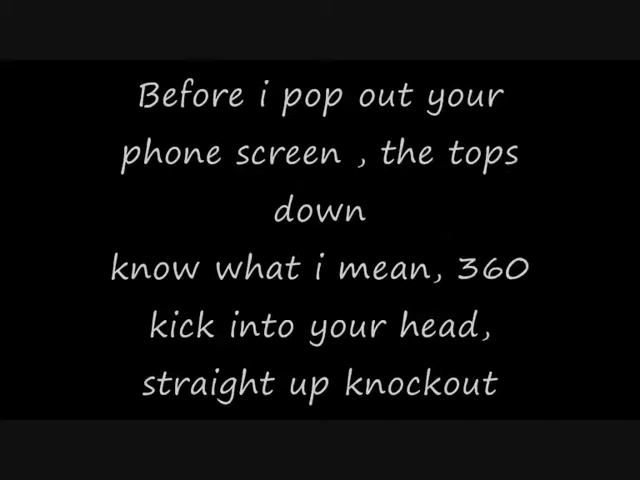 Before i pop out your
phone screen , the tops
down
know what i mean, 360
kick into your head,
straight up knockout